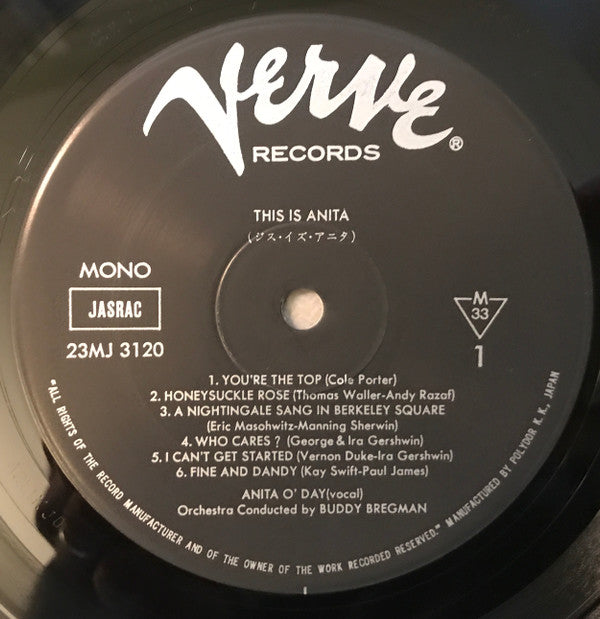 Verve®
RECORDS
THIS IS ANITA
(ジス・イズ・アニタ)
MONO
JASRAC
23MJ 3120
M
33
1
1. YOU'RE THE TOP (Cole Porter)
2. HONEYSUCKLE ROSE (Thomas Waller-Andy Razaf)
3. A NIGHTINGALE SANG IN BERKELEY SQUARE
(Eric Masohwitz-Manning Sherwin)
4. WHO CARES ? (George & Ira Gershwin)
5. I CAN'T GET STARTED (Vernon Duke-Ira Gershwin)
6. FINE AND DANDY (Kay Swift-Paul James)
ANITA O' DAY(vocal)
Orchestra Conducted by BUDDY BREGMAN
"ALL RIGHTS OF THE RECORD MANUFACTURER AND OF THE OWNER OF THE WORK RECORDED RESERVED." MANUFACTURED BY POLYDOR K. K., JAPAN